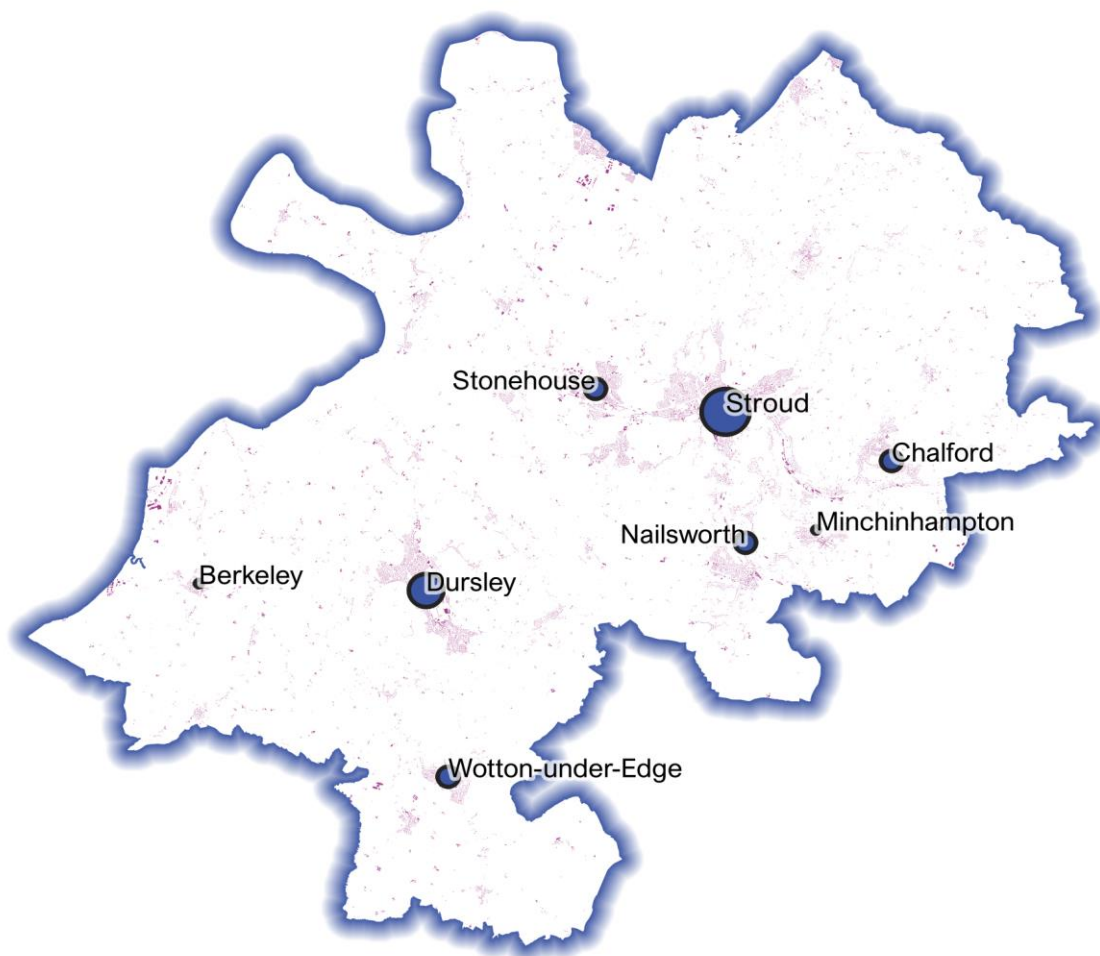 Stonehouse
Stroud
Chalford
Minchinhampton
Nailsworth
Berkeley
Dursley
Wotton-under-Edge